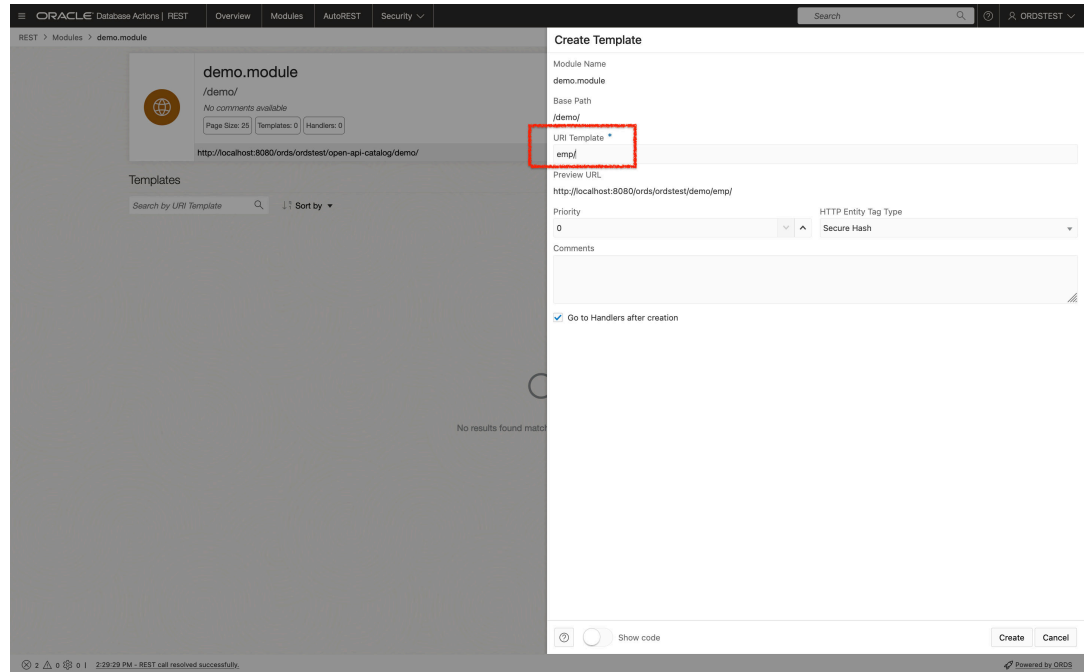 ORACLE Database Actions | REST Overview Modules AutoREST Security Search ORDSTEST
REST > Modules > demo.module
demo.module
/demo/
No comments available
Page Size: 25 Templates: 0 Handlers: 0
http://localhost:8080/ords/ordstest/open-api-catalog/demo/
Templates
Search by URI Template Sort by
No results found match
Create Template
Module Name
demo.module
Base Path
/demo/
URI Template *
emp/
Preview URL
http://localhost:8080/ords/ordstest/demo/emp/
Priority HTTP Entity Tag Type
0 Secure Hash
Comments
Go to Handlers after creation
Show code Create Cancel
2 0 0 | 2:29:29 PM - REST call resolved successfully. Powered by ORDS